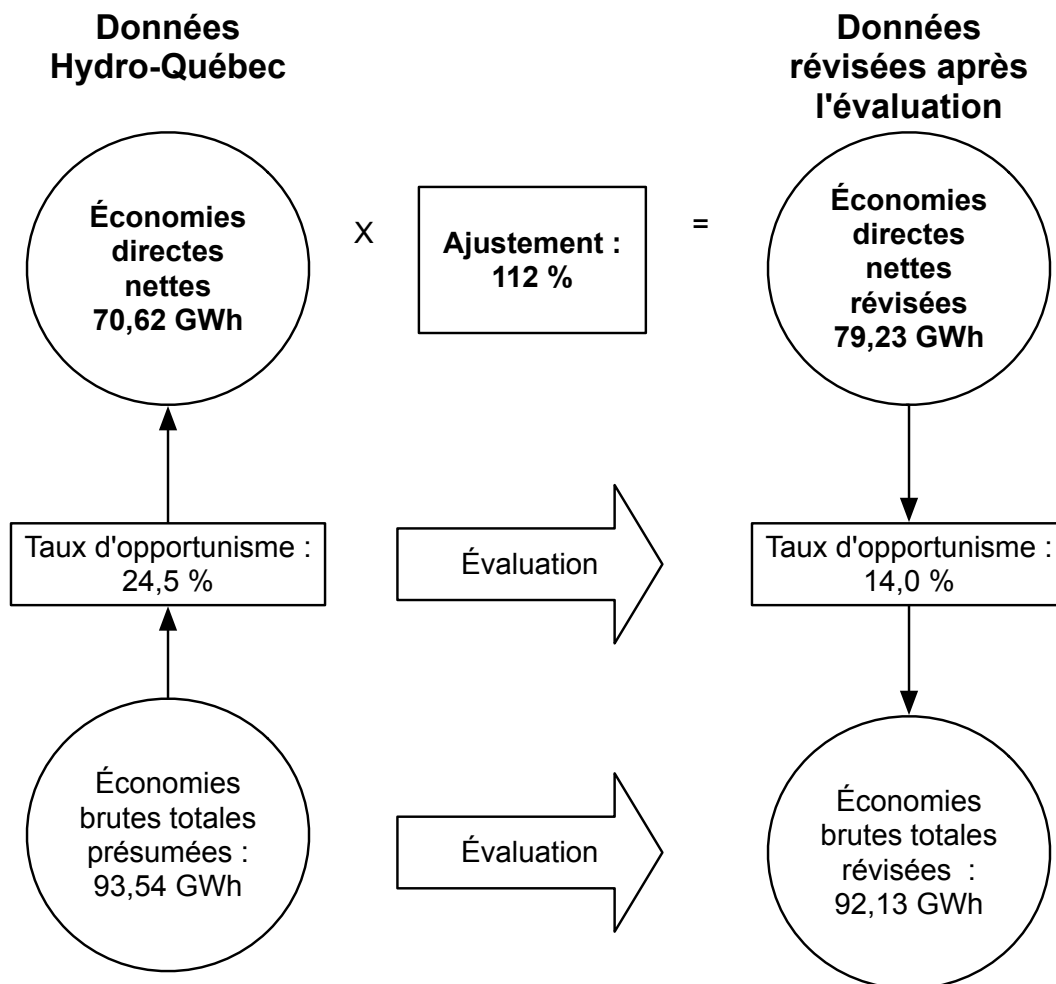 Données
Hydro-Québec
Données
révisées après
l'évaluation
Économies
directes
nettes
70,62 GWh
X
Ajustement :
112 %
=
Économies
directes
nettes
révisées
79,23 GWh
Taux d'opportunisme :
24,5 %
Évaluation
Taux d'opportunisme :
14,0 %
Économies
brutes totales
présumées :
93,54 GWh
Évaluation
Économies
brutes totales
révisées :
92,13 GWh